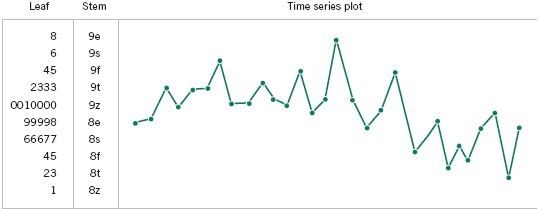 Leaf Stem Time series plot
8 9e
6 9s
45 9f
2333 9t
0010000 9z
99998 8e
66677 8s
45 8f
23 8t
1 8z